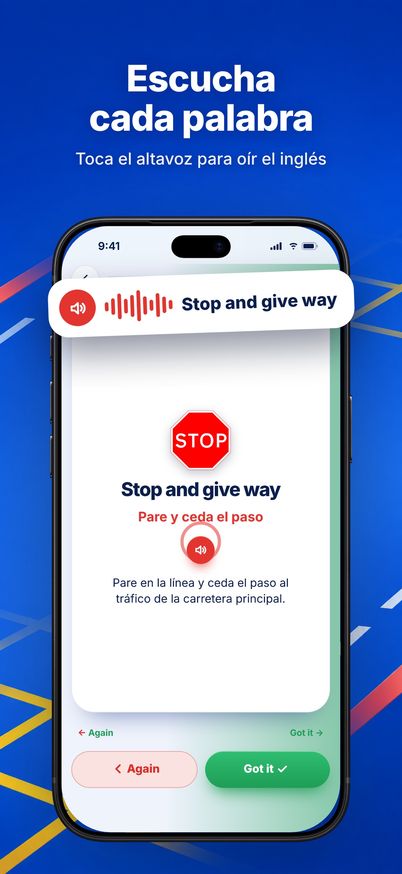 Escucha
cada palabra
Toca el altavoz para oír el inglés
9:41
Stop and give way
STOP
Stop and give way
Pare y ceda el paso
Pare en la línea y ceda el paso al
tráfico de la carretera principal.
← Again
Got it →
Again
Got it ✓